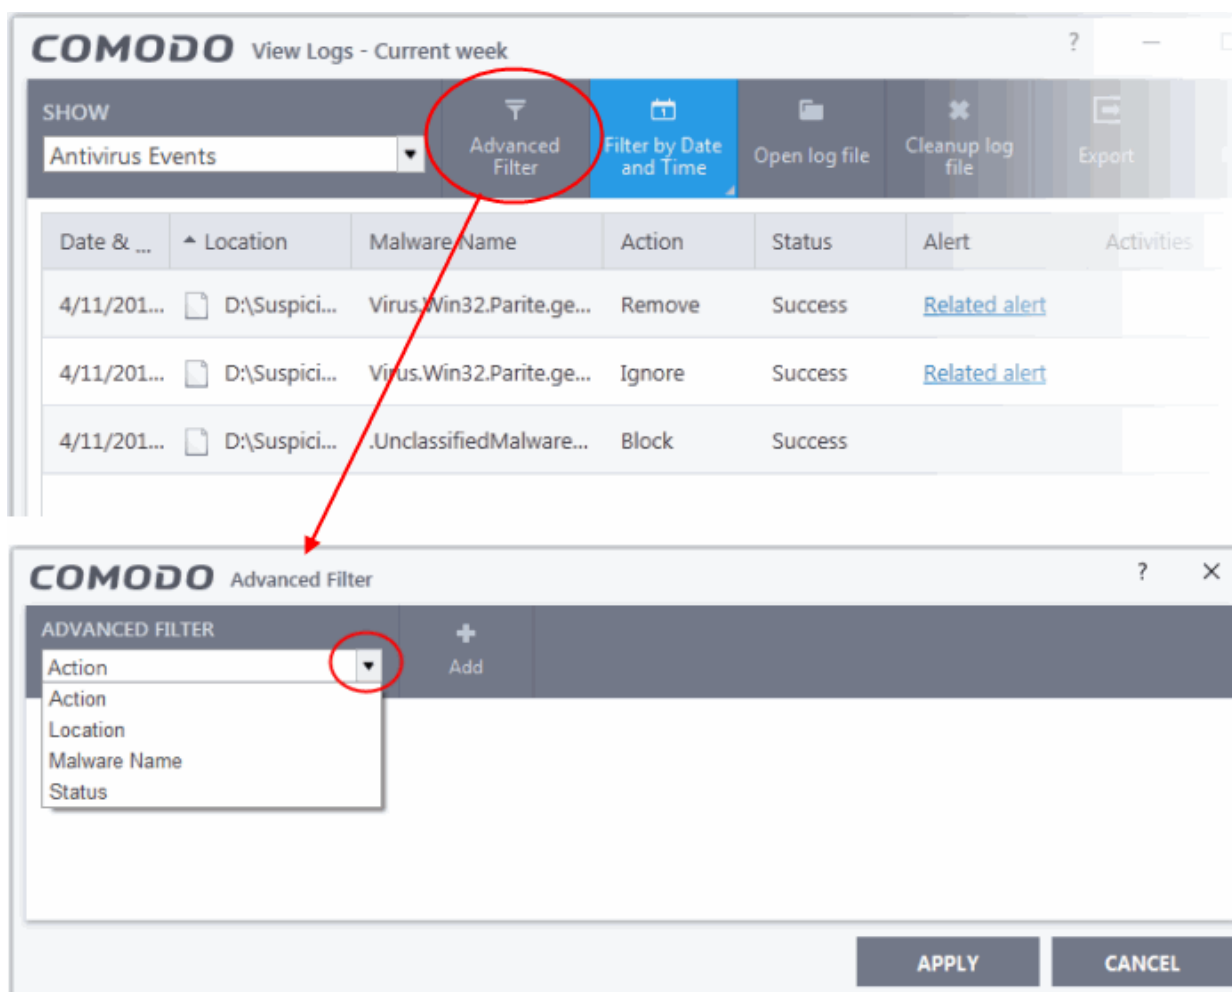 COMODO View Logs - Current week ?
SHOW
Antivirus Events
Advanced
Filter
Filter by Date
and Time
Open log file
Cleanup log
file
Export
Date & ... Location Malware Name Action Status Alert Activities
4/11/201... D:\Suspici... Virus.Win32.Parite.ge... Remove Success Related alert
4/11/201... D:\Suspici... Virus.Win32.Parite.ge... Ignore Success Related alert
4/11/201... D:\Suspici... .UnclassifiedMalware... Block Success
COMODO Advanced Filter ?
ADVANCED FILTER
Action
Add
Action
Location
Malware Name
Status
APPLY CANCEL